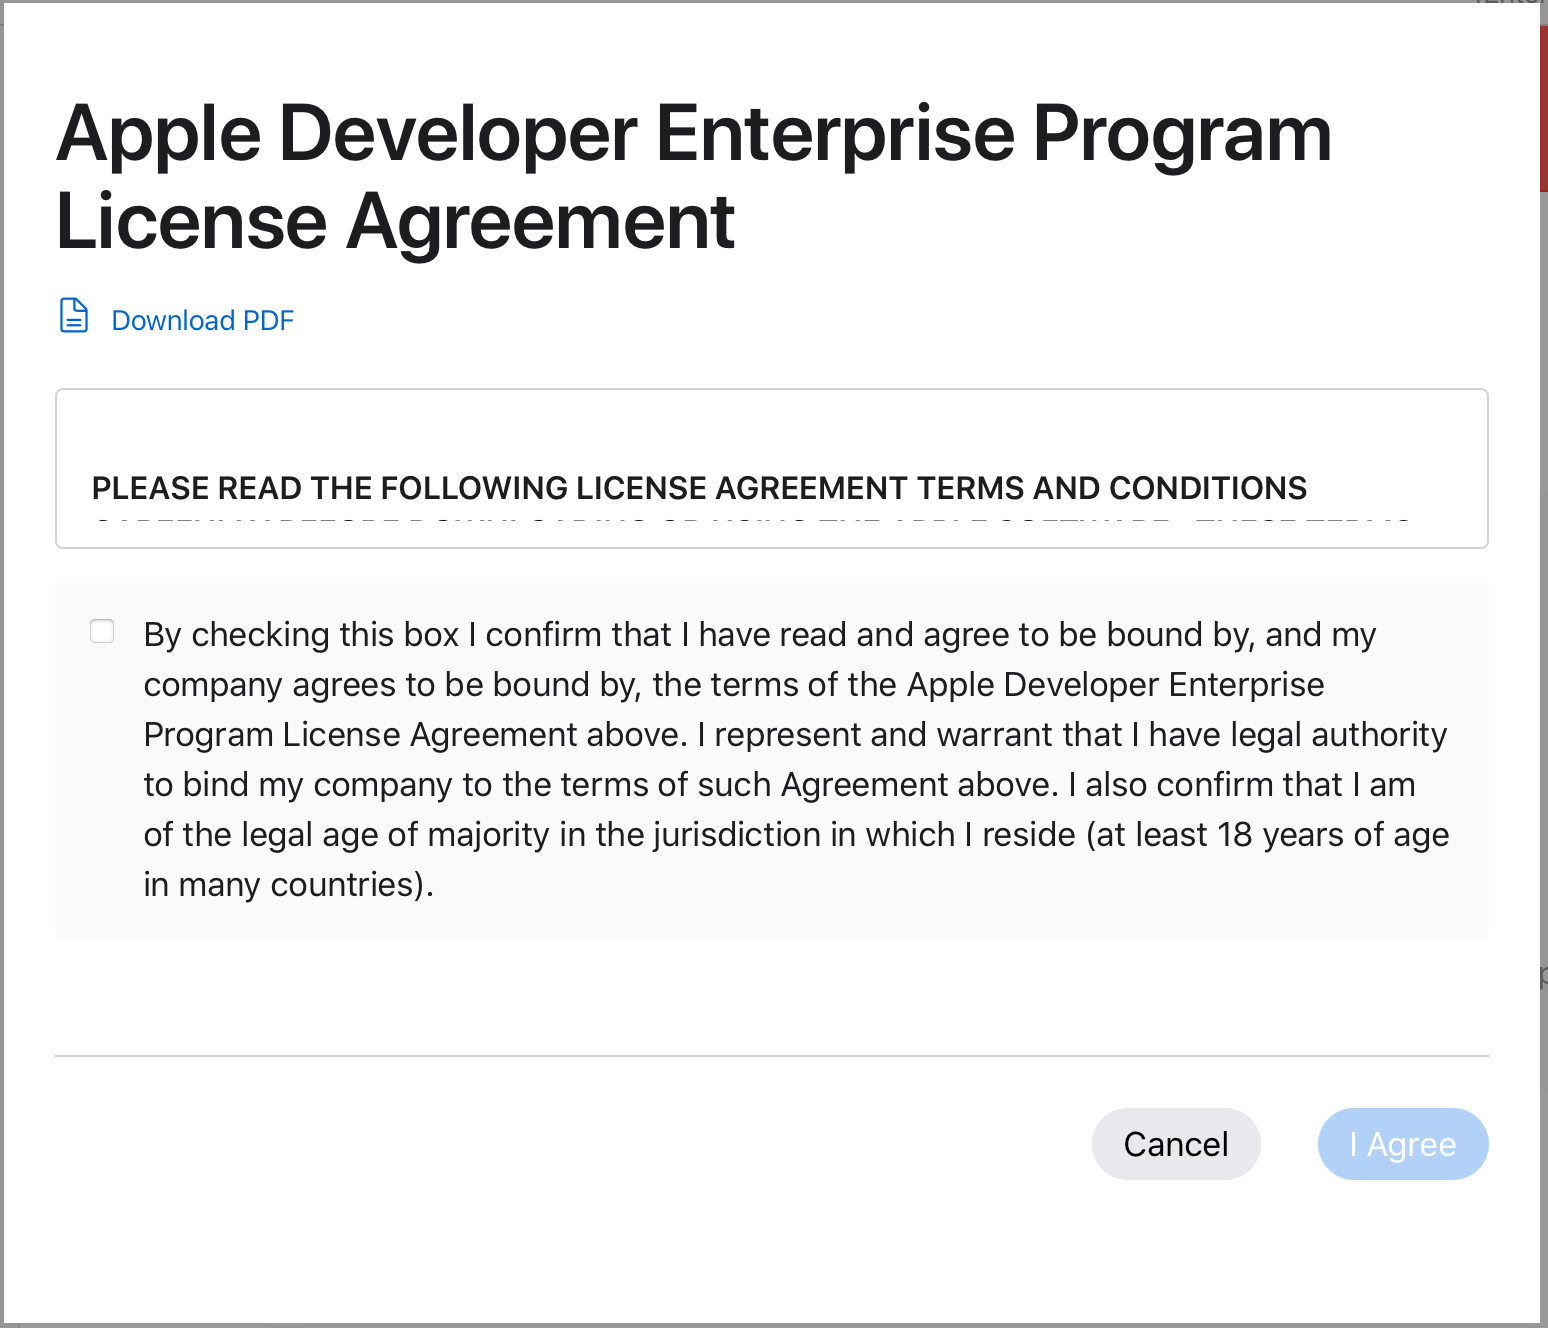 Apple Developer Enterprise Program
License Agreement
Download PDF
PLEASE READ THE FOLLOWING LICENSE AGREEMENT TERMS AND CONDITIONS
By checking this box I confirm that I have read and agree to be bound by, and my
company agrees to be bound by, the terms of the Apple Developer Enterprise
Program License Agreement above. I represent and warrant that I have legal authority
to bind my company to the terms of such Agreement above. I also confirm that I am
of the legal age of majority in the jurisdiction in which I reside (at least 18 years of age
in many countries).
Cancel
I Agree